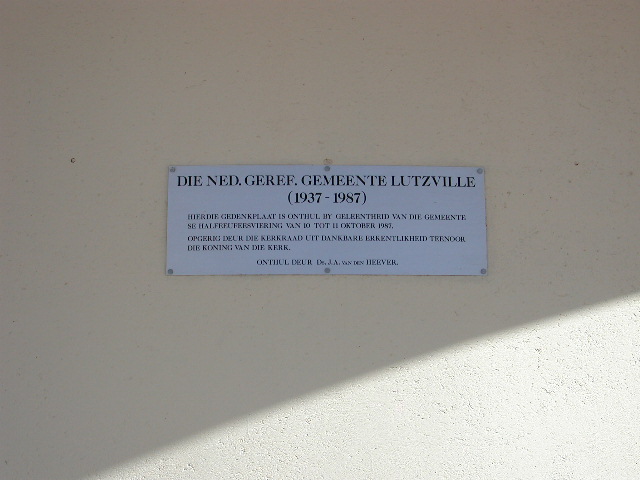 DIE NED. GEREF. GEMEENTE LUTZVILLE
(1937 - 1987)
HIERDIE GEDENKPLAAT IS ONTHUL BY GELEENTHEID VAN DIE GEMEENTE
SE HALFEEUFEESVIERING VAN 10 TOT 11 OKTOBER 1987.
OPGERIG DEUR DIE KERKRAAD UIT DANKBARE ERKENTLIKHEID TEENOOR
DIE KONING VAN DIE KERK.
ONTHUL DEUR DS. J.A. VAN DEN HEEVER.